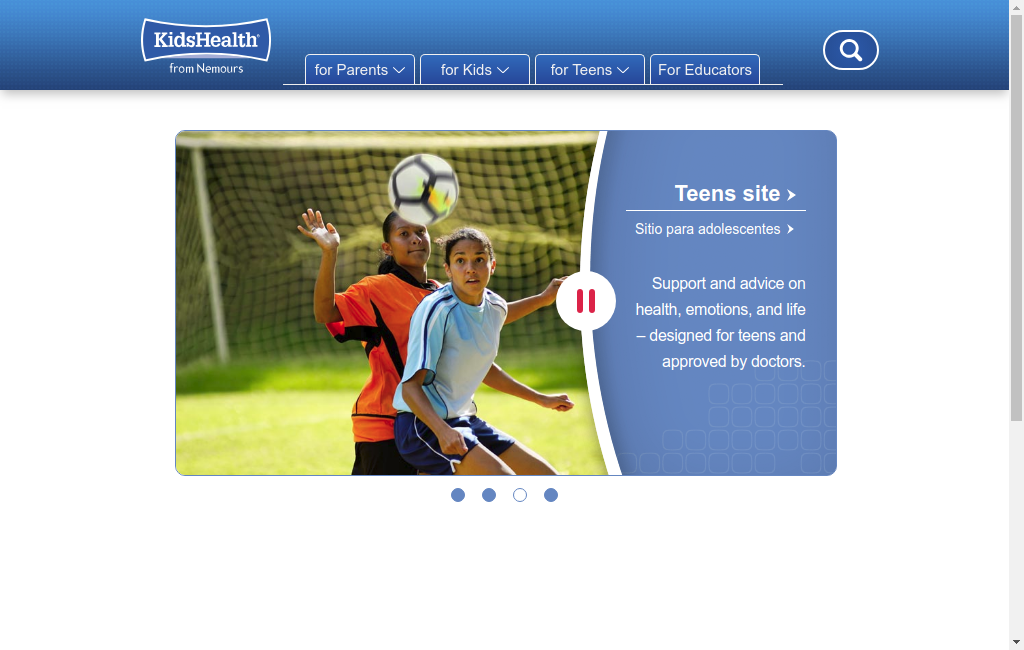 KidsHealth
from Nemours
for Parents
for Kids
for Teens
For Educators
Teens site
Sitio para adolescentes
Support and advice on
health, emotions, and life
– designed for teens and
approved by doctors.